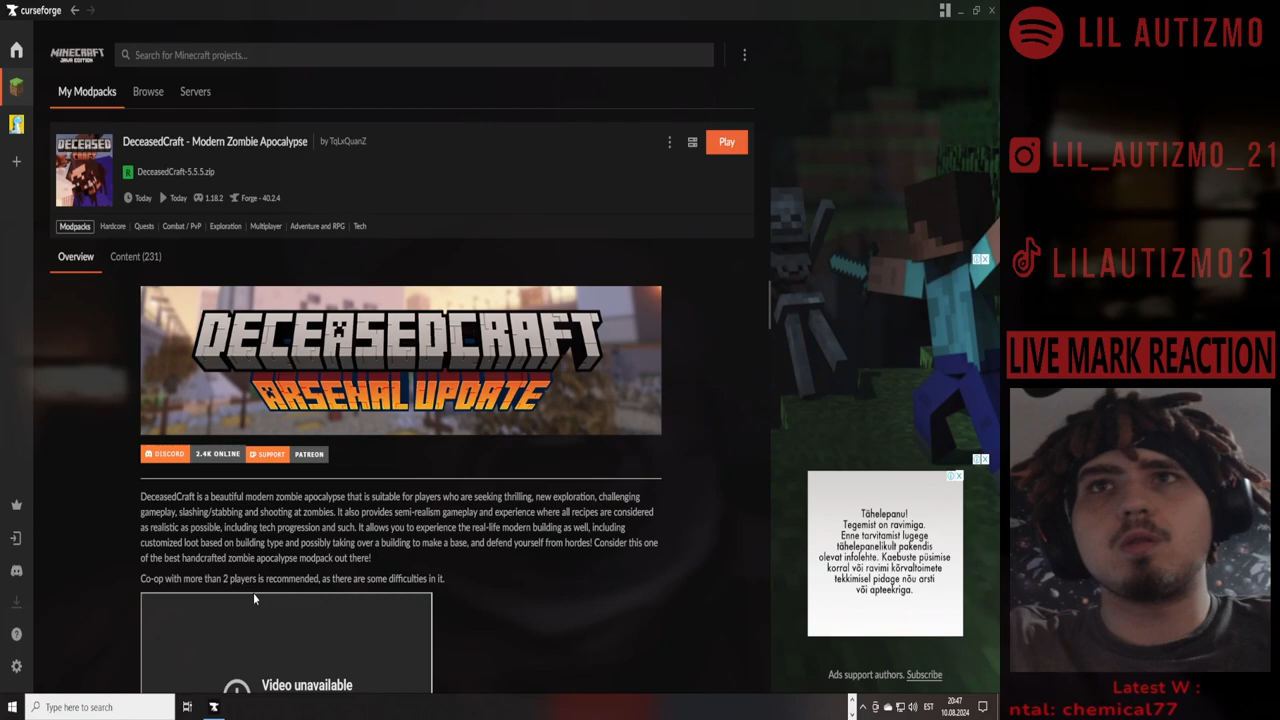 curseforge
MINECRAFT
JAVA EDITION
Search for Minecraft projects...
My Modpacks
Browse
Servers
DECEASED
CRAFT
DeceasedCraft - Modern Zombie Apocalypse
by TqLxQuanZ
Play
R
DeceasedCraft-5.5.5.zip
Today
Today
1.18.2
Forge - 40.2.4
Modpacks
Hardcore
Quests
Combat / PvP
Exploration
Multiplayer
Adventure and RPG
Tech
Overview
Content (231)
DECEASEDCRAFT
ARSENAL UPDATE
DISCORD
2.4K ONLINE
SUPPORT
PATREON
DeceasedCraft is a beautiful modern zombie apocalypse that is suitable for players who are seeking thrilling, new exploration, challenging
gameplay, slashing/stabbing and shooting at zombies. It also provides semi-realism gameplay and experience where all recipes are considered
as realistic as possible, including tech progression and such. It allows you to experience the real-life modern building as well, including
customized loot based on building type and possibly taking over a building to make a base, and defend yourself from hordes! Consider this one
of the best handcrafted zombie apocalypse modpack out there!
Co-op with more than 2 players is recommended, as there are some difficulties in it.
Video unavailable
Tähelepanu!
Tegemist on ravimiga.
Enne tarvitamist lugege
tähelepanelikult pakendis
olevat infolehte. Kaebuste püsimise
korral või ravimi kõrvaltoimete
tekkimisel pidage nõu arsti
või apteekriga.
Ads support authors. Subscribe
Type here to search
EST
20:47
10.08.2024
LIL AUTIZMO
LIL_AUTIZMO_21
LILAUTIZMO21
LIVE MARK REACTION
Latest W :
ntal: chemical77